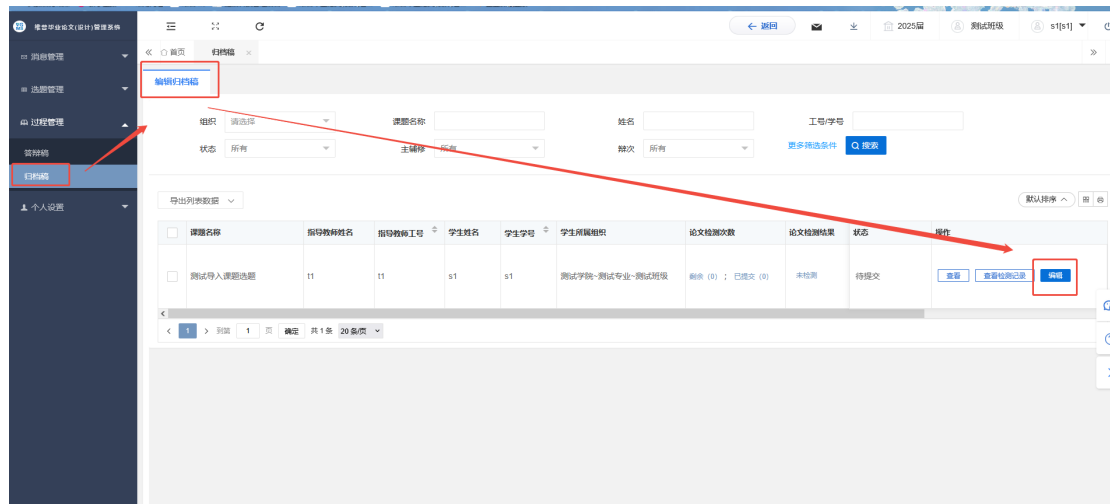 维普毕业论文(设计)管理系统
返回
2025届
测试班级
s1[s1]
消息管理
首页
归档稿
选题管理
编辑归档稿
过程管理
组织
请选择
课题名称
姓名
工号/学号
答辩稿
状态
所有
主辅修
所有
辩次
所有
更多筛选条件
搜索
归档稿
导出列表数据
默认排序
个人设置
课题名称
指导教师姓名
指导教师工号
学生姓名
学生学号
学生所属组织
论文检测次数
论文检测结果
状态
操作
测试导入课题选题
t1
t1
s1
s1
测试学院~测试专业~测试班级
剩余 (0) ; 已提交 (0)
未检测
待提交
查看
查看检测记录
编辑
1
到第
1
页
确定
共 1 条
20 条/页